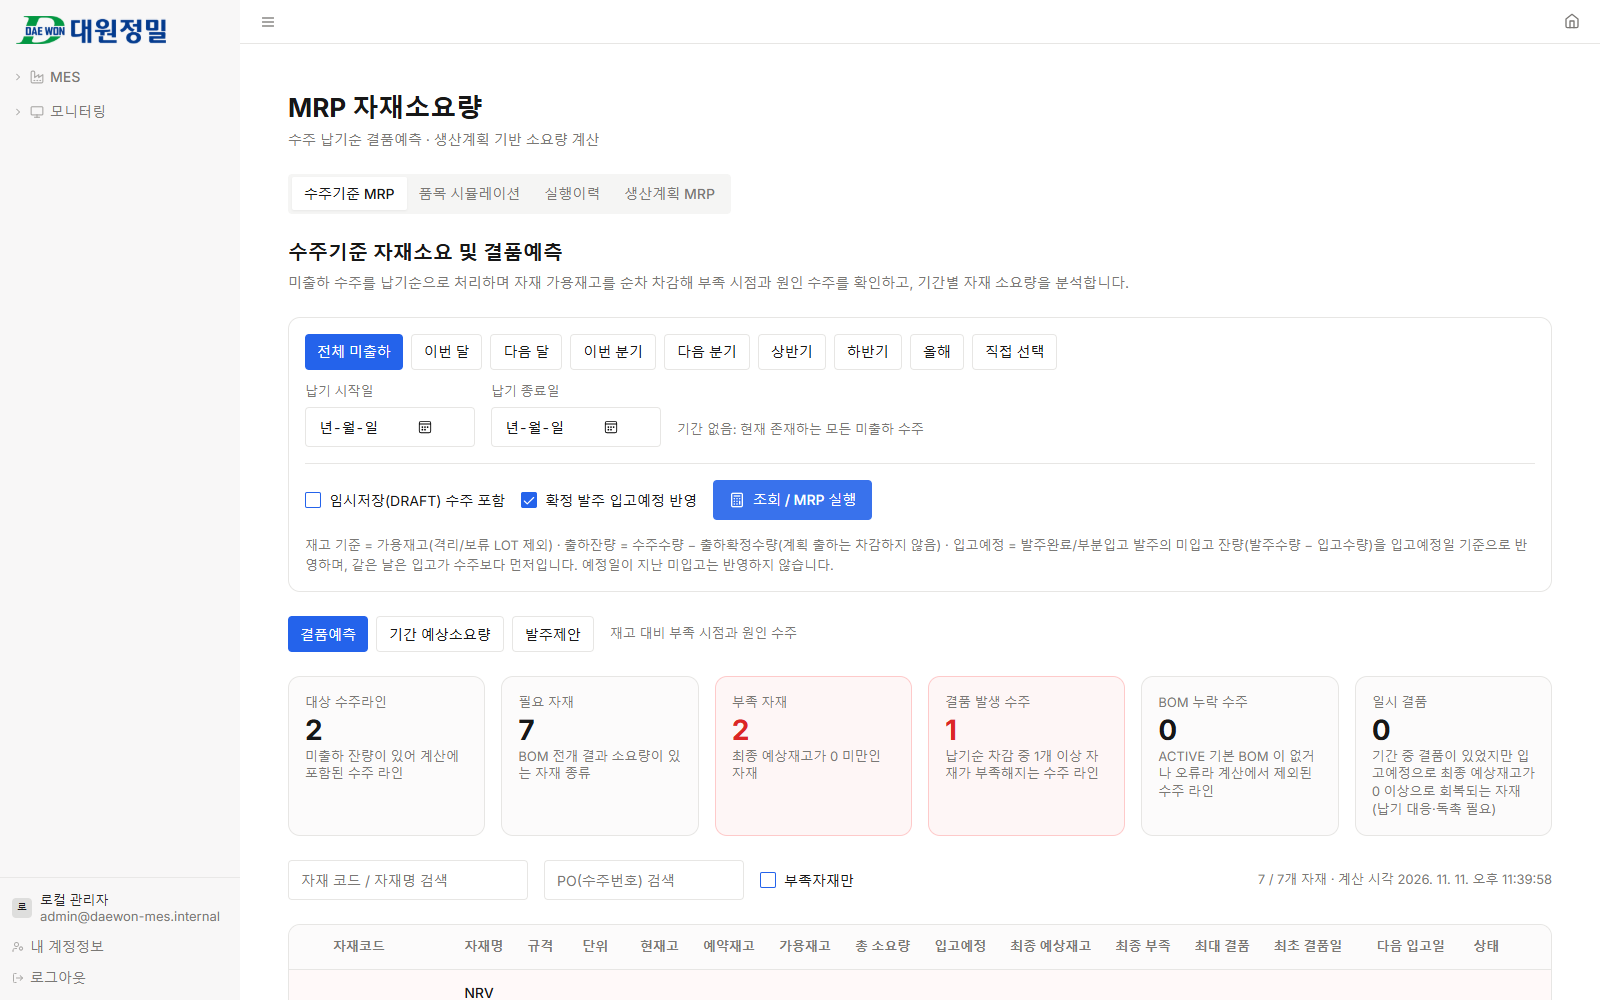 DAE WON 대원정밀
MES
모니터링
MRP 자재소요량
수주 납기순 결품예측 · 생산계획 기반 소요량 계산
수주기준 MRP 품목 시뮬레이션 실행이력 생산계획 MRP
수주기준 자재소요 및 결품예측
미출하 수주를 납기순으로 처리하며 자재 가용재고를 순차 차감해 부족 시점과 원인 수주를 확인하고, 기간별 자재 소요량을 분석합니다.
전체 미출하 이번 달 다음 달 이번 분기 다음 분기 상반기 하반기 올해 직접 선택
납기 시작일 납기 종료일
년-월-일 년-월-일 기간 없음: 현재 존재하는 모든 미출하 수주
임시저장(DRAFT) 수주 포함 확정 발주 입고예정 반영 조회 / MRP 실행
재고 기준 = 가용재고(격리/보류 LOT 제외) · 출하잔량 = 수주수량 − 출하확정수량(계획 출하는 차감하지 않음) · 입고예정 = 발주완료/부분입고 발주의 미입고 잔량(발주수량 − 입고수량)을 입고예정일 기준으로 반
영하며, 같은 날은 입고가 수주보다 먼저입니다. 예정일이 지난 미입고는 반영하지 않습니다.
결품예측 기간 예상소요량 발주제안 재고 대비 부족 시점과 원인 수주
대상 수주라인
2
미출하 잔량이 있어 계산에
포함된 수주 라인
필요 자재
7
BOM 전개 결과 소요량이 있
는 자재 종류
부족 자재
2
최종 예상재고가 0 미만인
자재
결품 발생 수주
1
납기순 차감 중 1개 이상 자
재가 부족해지는 수주 라인
BOM 누락 수주
0
ACTIVE 기본 BOM 이 없거
나 오류라 계산에서 제외된
수주 라인
일시 결품
0
기간 중 결품이 있었지만 입
고예정으로 최종 예상재고가
0 이상으로 회복되는 자재
(납기 대응·독촉 필요)
자재 코드 / 자재명 검색 PO(수주번호) 검색 부족자재만 7 / 7개 자재 · 계산 시각 2026. 11. 11. 오후 11:39:58
자재코드 자재명 규격 단위 현재고 예약재고 가용재고 총 소요량 입고예정 최종 예상재고 최종 부족 최대 결품 최초 결품일 다음 입고일 상태
NRV
로 로컬 관리자
admin@daewon-mes.internal
내 계정정보
로그아웃